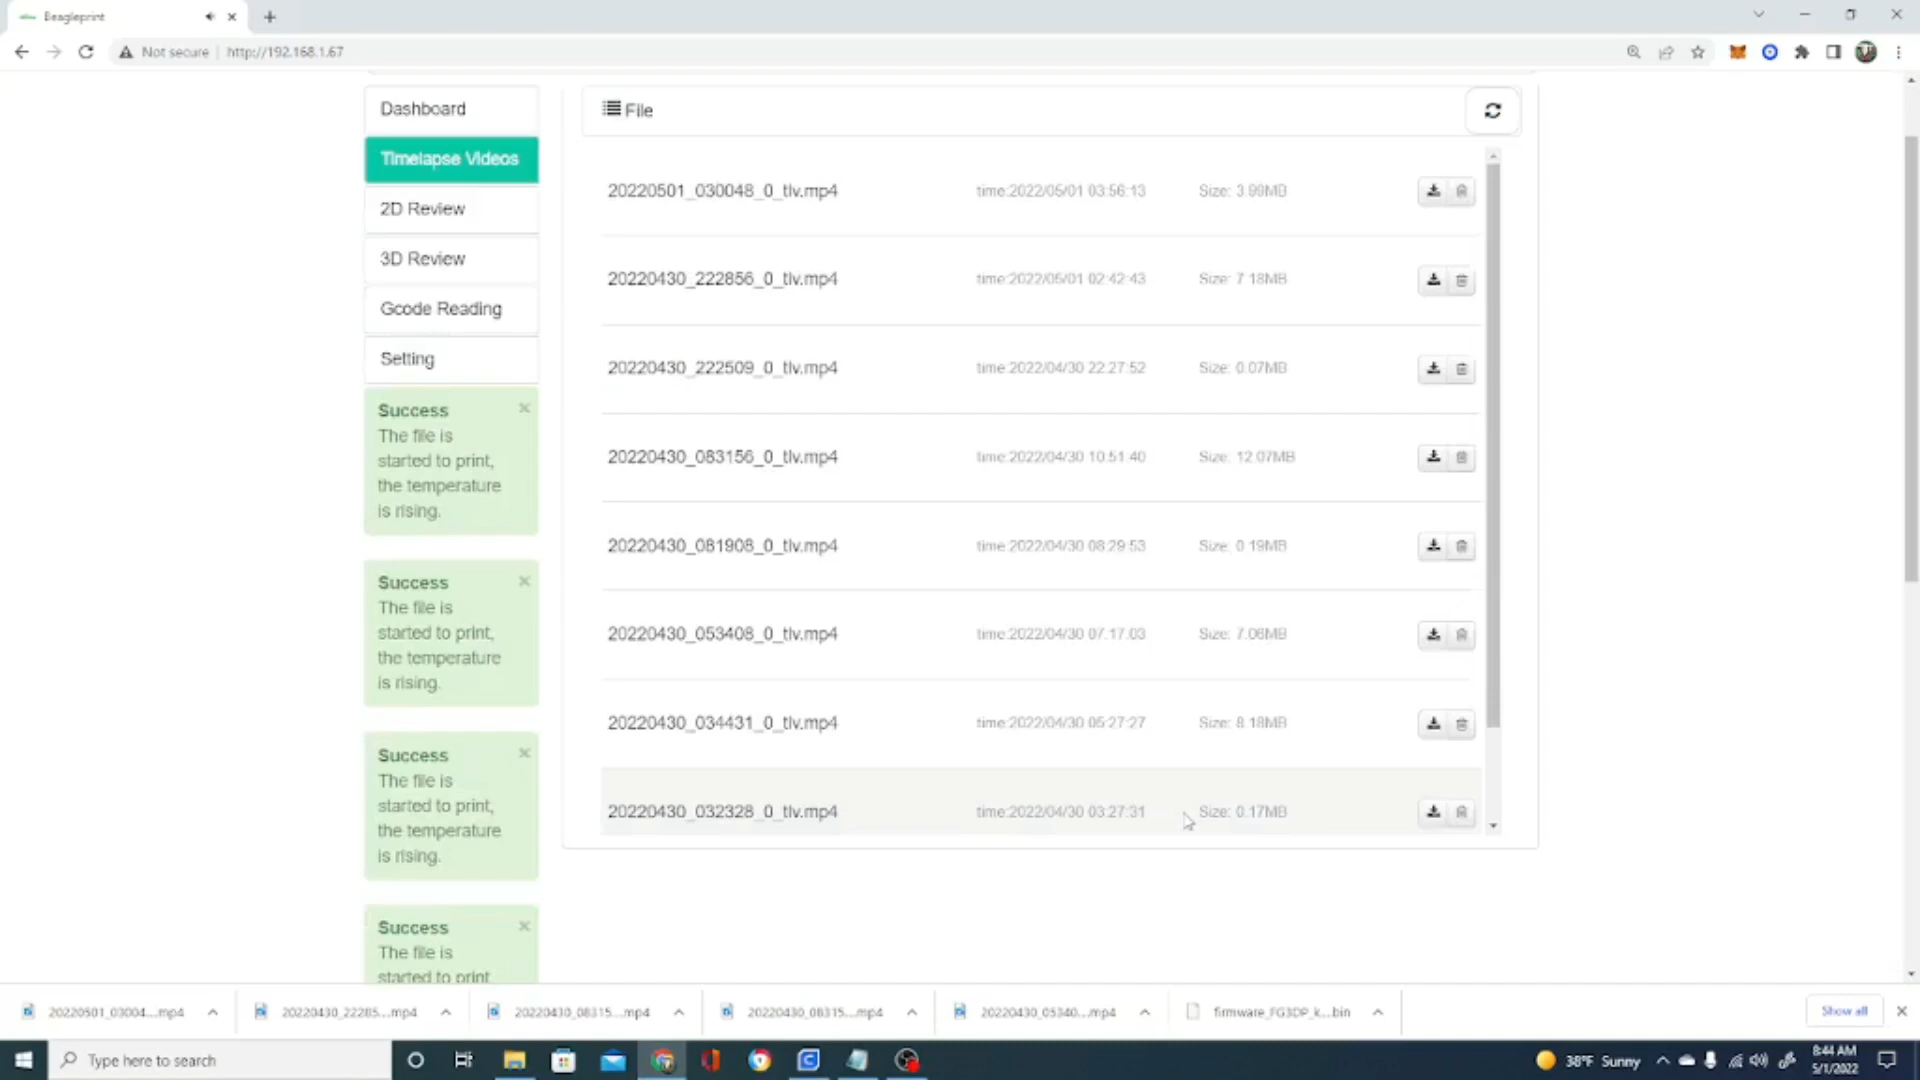 Beagleprint
Not secure | http://192.168.1.67
Dashboard
Timelapse Videos
2D Review
3D Review
Gcode Reading
Setting
Success
The file is
started to print,
the temperature
is rising.
Success
The file is
started to print,
the temperature
is rising.
Success
The file is
started to print,
the temperature
is rising.
Success
The file is
started to print
File
20220501_030048_0_tlv.mp4 time:2022/05/01 03:56:13 Size: 3.99MB
20220430_222856_0_tlv.mp4 time:2022/05/01 02:42:43 Size: 7.18MB
20220430_222509_0_tlv.mp4 time:2022/04/30 22:27:52 Size: 0.07MB
20220430_083156_0_tlv.mp4 time:2022/04/30 10:51:40 Size: 12.07MB
20220430_081908_0_tlv.mp4 time:2022/04/30 08:29:53 Size: 0.19MB
20220430_053408_0_tlv.mp4 time:2022/04/30 07:17:03 Size: 7.06MB
20220430_034431_0_tlv.mp4 time:2022/04/30 05:27:27 Size: 8.18MB
20220430_032328_0_tlv.mp4 time:2022/04/30 03:27:31 Size: 0.17MB
20220501_03004....mp4 20220430_22285....mp4 20220430_08315....mp4 20220430_08315....mp4 20220430_05340....mp4 firmware_FG3DP_k....bin Show all
Type here to search
38°F Sunny
8:44 AM
5/1/2022